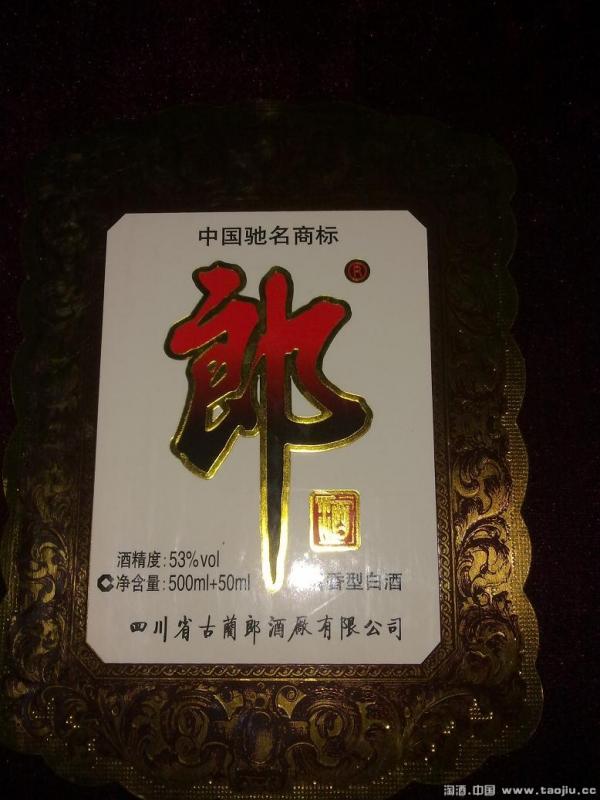 中国驰名商标
郎
®
酒
酒精度:53%vol
净含量:500ml+50ml 香型白酒
四川省古蔺郎酒厂有限公司
淘酒.中国 www.taojiu.cc